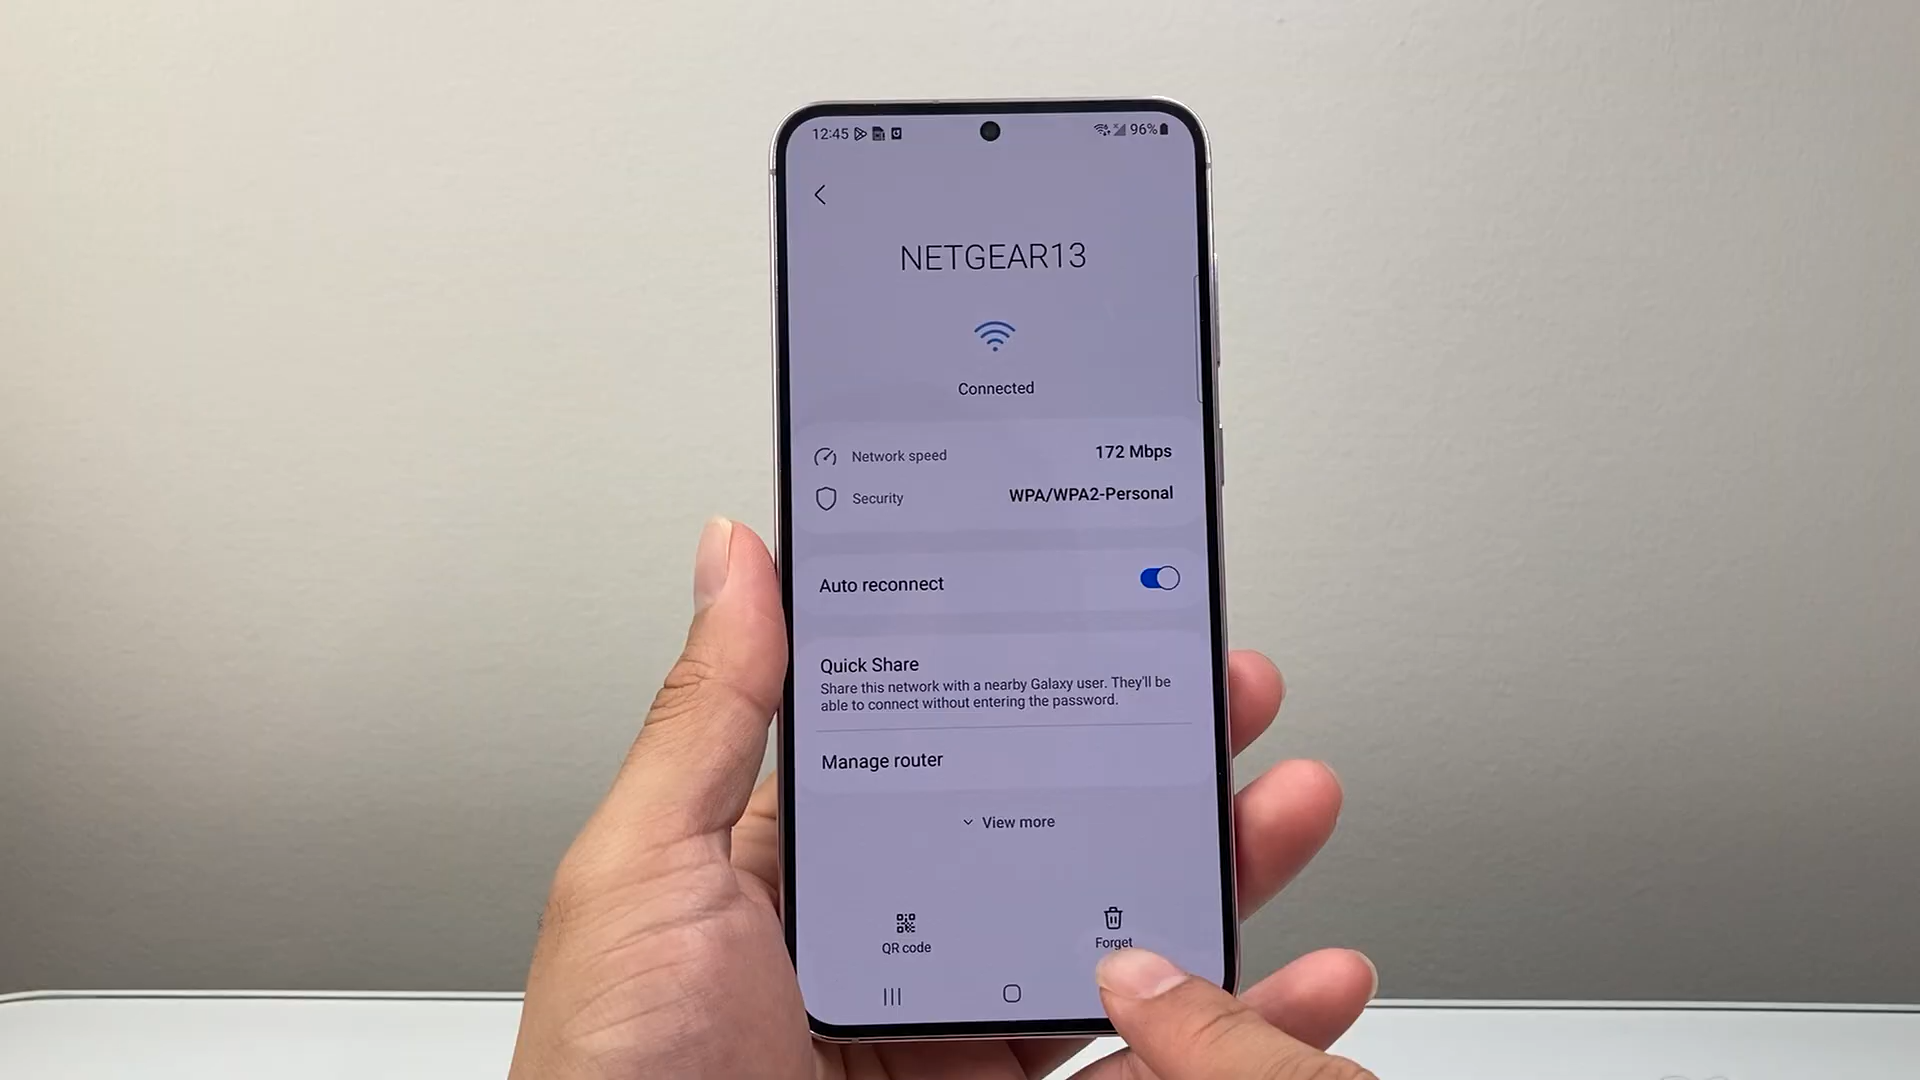 12:45 96%
NETGEAR13
Connected
Network speed 172 Mbps
Security WPA/WPA2-Personal
Auto reconnect
Quick Share
Share this network with a nearby Galaxy user. They'll be
able to connect without entering the password.
Manage router
View more
QR code Forget